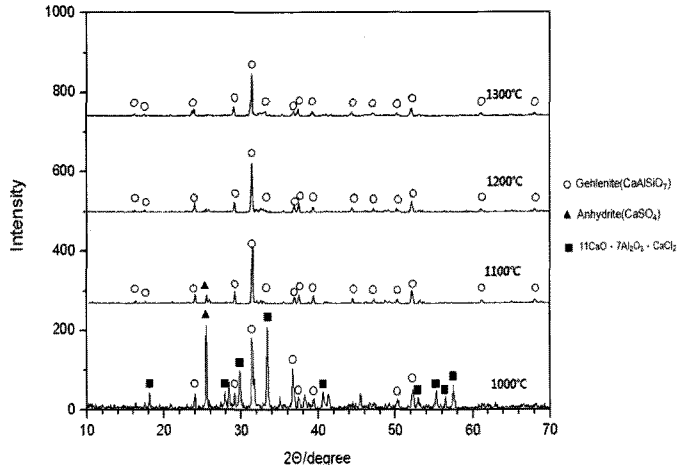 1000
800
600
400
200
0
Intensity
1300℃
1200℃
1100℃
1000℃
10 20 30 40 50 60 70
2Θ/degree
○ Gehlenite(CaAlSiO₇)
▲ Anhydrite(CaSO₄)
■ 11CaO · 7Al₂O₃ · CaCl₂